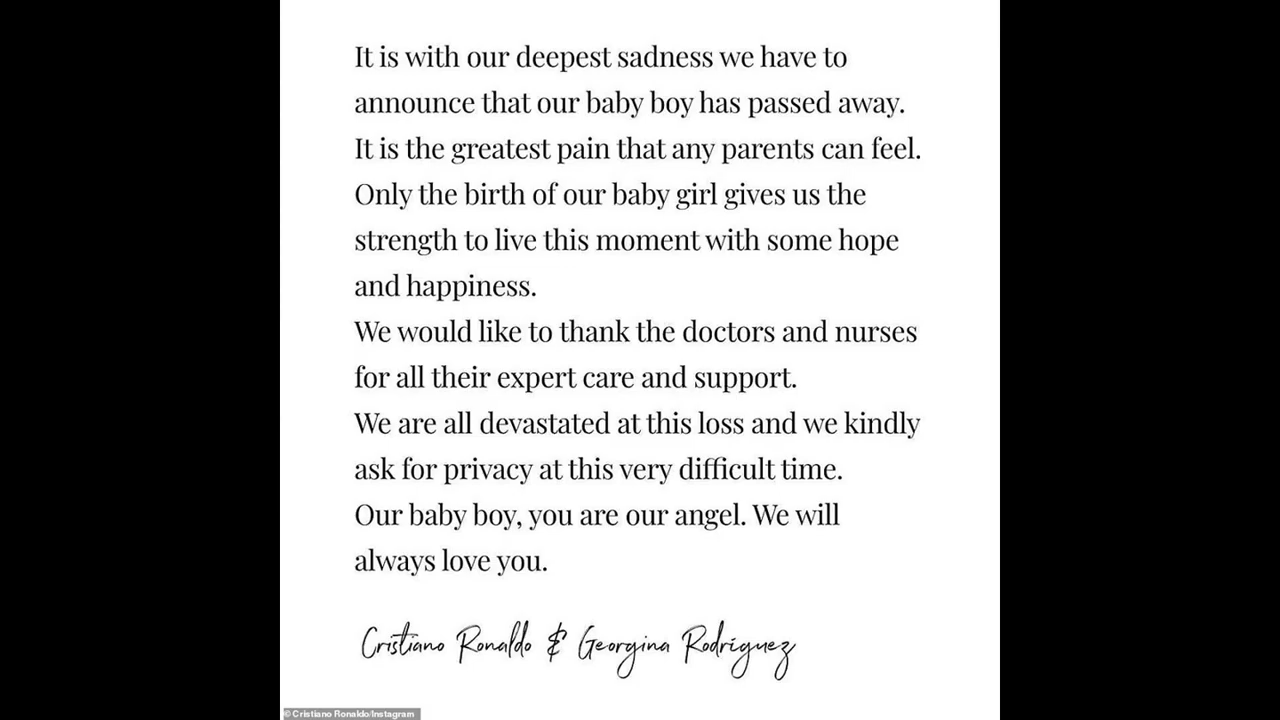 It is with our deepest sadness we have to
announce that our baby boy has passed away.
It is the greatest pain that any parents can feel.
Only the birth of our baby girl gives us the
strength to live this moment with some hope
and happiness.
We would like to thank the doctors and nurses
for all their expert care and support.
We are all devastated at this loss and we kindly
ask for privacy at this very difficult time.
Our baby boy, you are our angel. We will
always love you.
Cristiano Ronaldo & Georgina Rodríguez
© Cristiano Ronaldo/Instagram